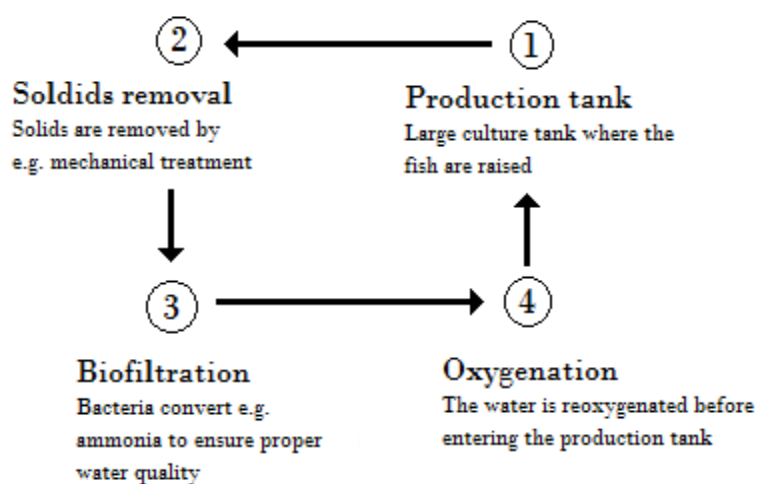 2
Soldids removal
Solids are removed by
e.g. mechanical treatment
1
Production tank
Large culture tank where the
fish are raised
3
Biofiltration
Bacteria convert e.g.
ammonia to ensure proper
water quality
4
Oxygenation
The water is reoxygenated before
entering the production tank